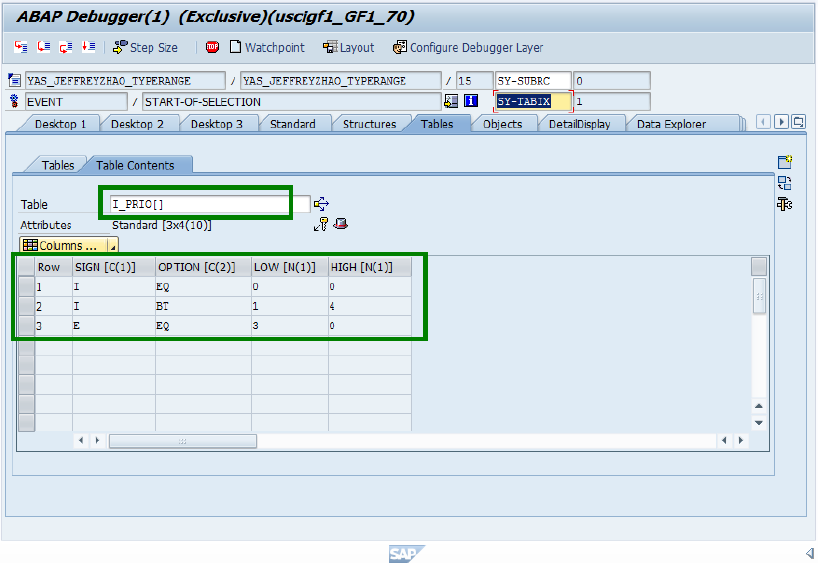 ABAP Debugger(1) (Exclusive)(uscigf1_GF1_70)
Step Size STOP Watchpoint Layout Configure Debugger Layer
YAS_JEFFREYZHAO_TYPERANGE / YAS_JEFFREYZHAO_TYPERANGE / 15 SY-SUBRC 0
EVENT / START-OF-SELECTION SY-TABIX 1
Desktop 1 Desktop 2 Desktop 3 Standard Structures Tables Objects DetailDisplay Data Explorer
Tables Table Contents
Table I_PRIO[]
Attributes Standard [3x4(10)]
Columns ...
Row SIGN [C(1)] OPTION [C(2)] LOW [N(1)] HIGH [N(1)]
1 I EQ 0 0
2 I BT 1 4
3 E EQ 3 0
SAP